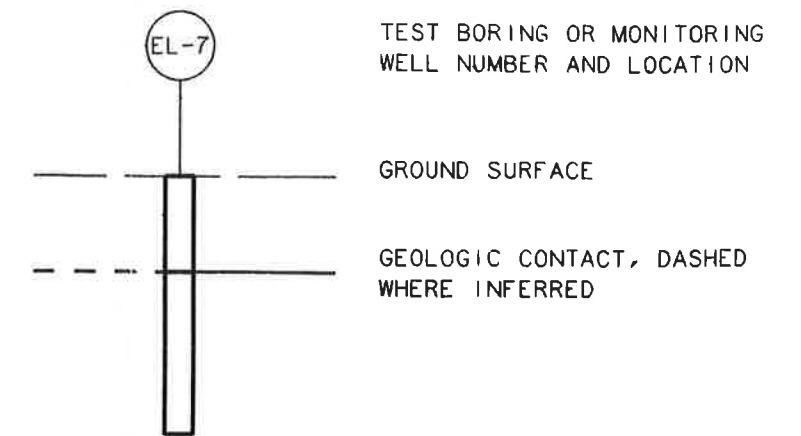 EL-7
TEST BORING OR MONITORING
WELL NUMBER AND LOCATION
GROUND SURFACE
GEOLOGIC CONTACT, DASHED
WHERE INFERRED